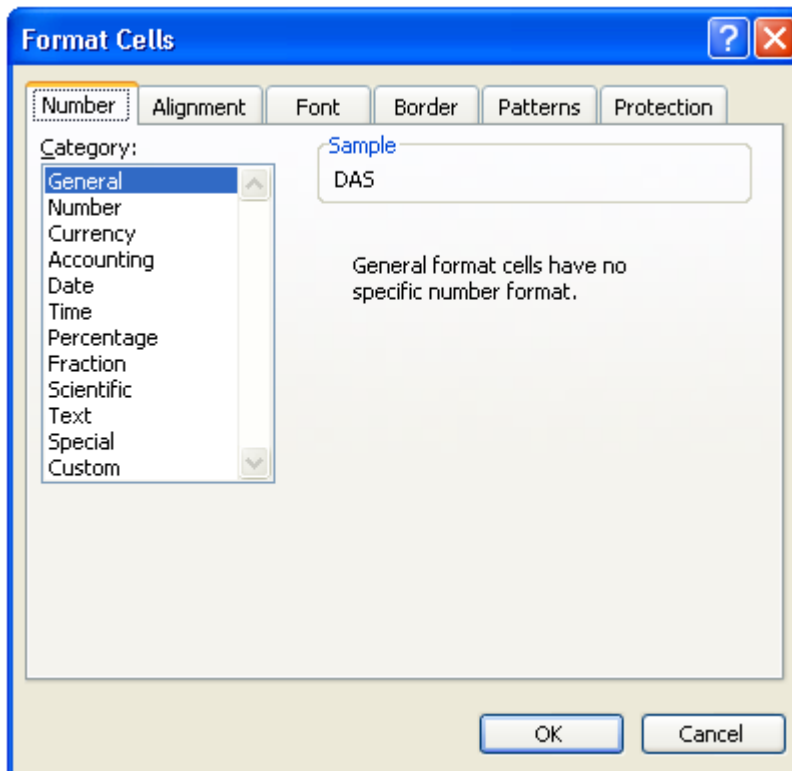 Format Cells
Number Alignment Font Border Patterns Protection
Category:
General
Number
Currency
Accounting
Date
Time
Percentage
Fraction
Scientific
Text
Special
Custom
Sample
DAS
General format cells have no
specific number format.
OK Cancel